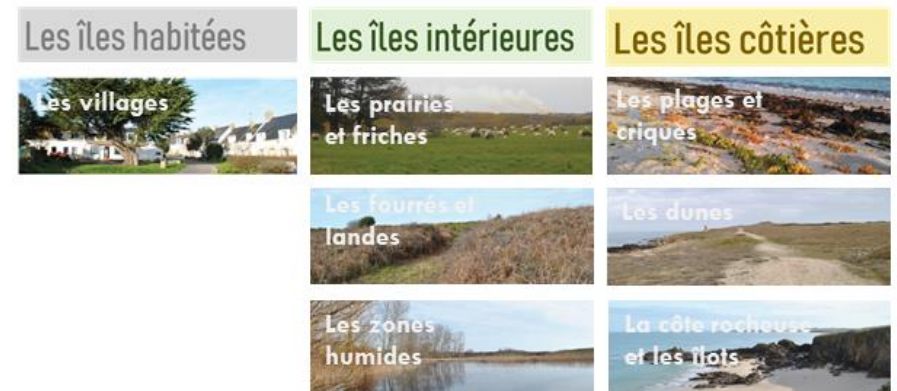 Les îles habitées
Les villages
Les îles intérieures
Les prairies
et friches
Les fourrés et
landes
Les zones
humides
Les îles côtières
Les plages et
criques
Les dunes
La côte rocheuse
et les îlots